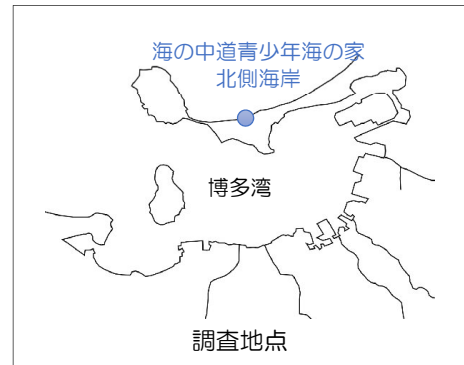 海の中道青少年海の家
北側海岸
博多湾
調査地点